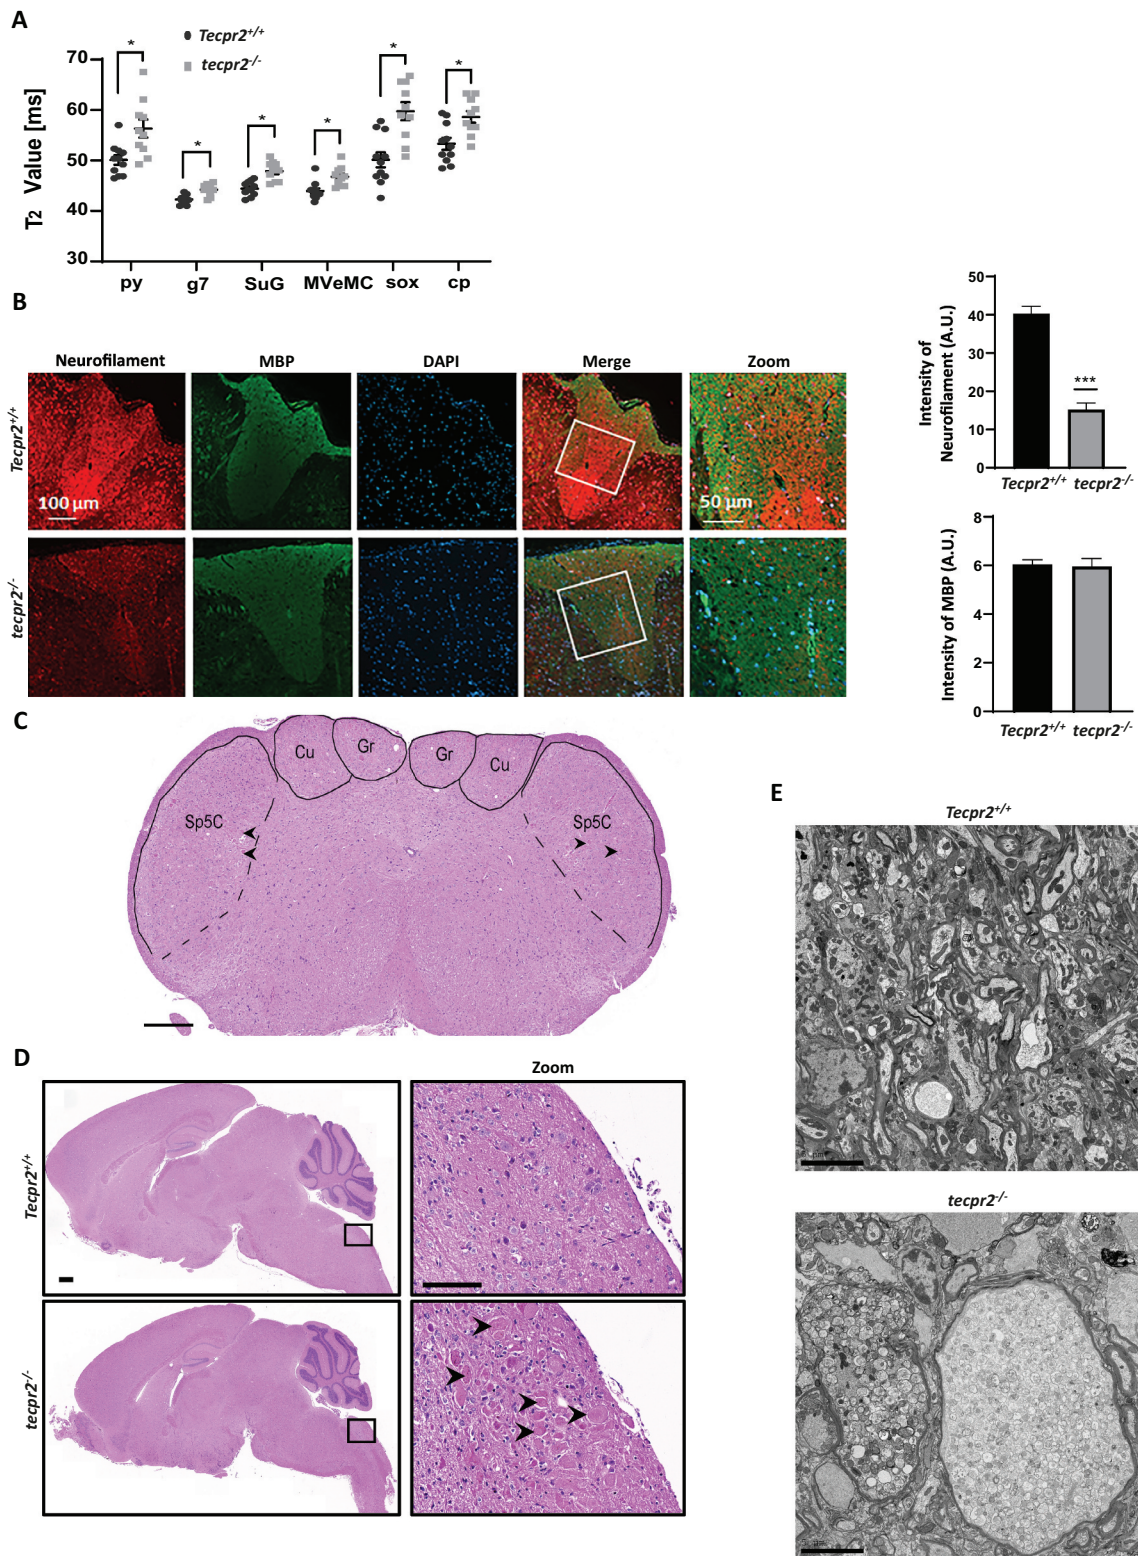 A
Tecpr2+/+
tecpr2-/-
T2 Value [ms]
70
60
50
40
30
* * * * * *
py g7 SuG MVeMC sox cp
B
Neurofilament MBP DAPI Merge Zoom
Tecpr2+/+
100 µm
50 µm
tecpr2-/-
Intensity of
Neurofilament (A.U.)
50
40
30
20
10
0
***
Tecpr2+/+ tecpr2-/-
Intensity of MBP (A.U.)
8
6
4
2
0
Tecpr2+/+ tecpr2-/-
C
Cu Gr Gr Cu
Sp5C Sp5C
D
Zoom
Tecpr2+/+
tecpr2-/-
E
Tecpr2+/+
tecpr2-/-